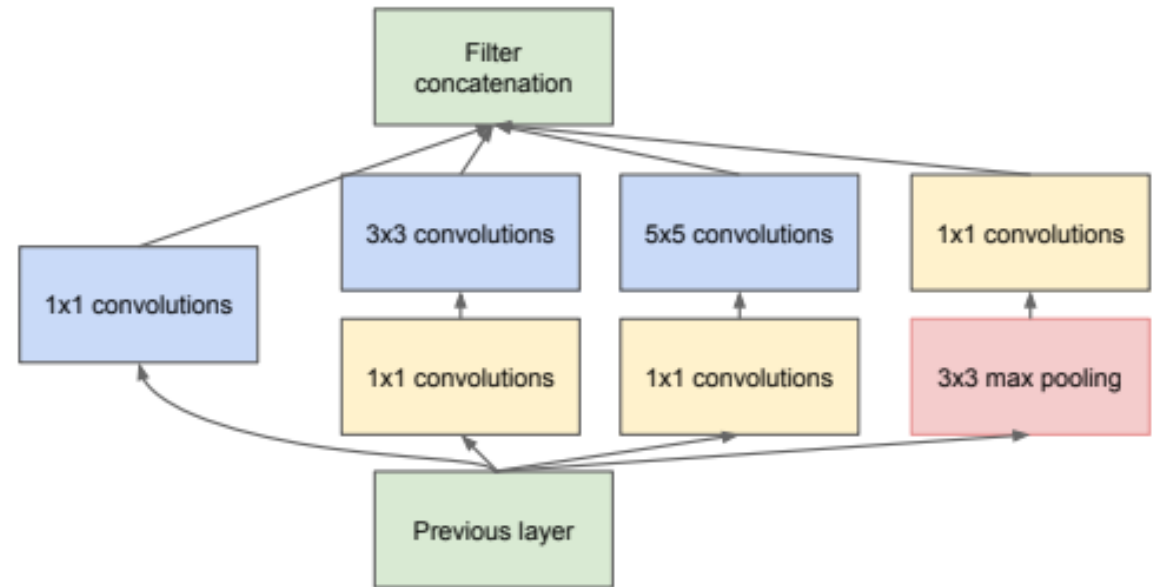 Filter
concatenation
3x3 convolutions
5x5 convolutions
1x1 convolutions
1x1 convolutions
1x1 convolutions
1x1 convolutions
3x3 max pooling
Previous layer